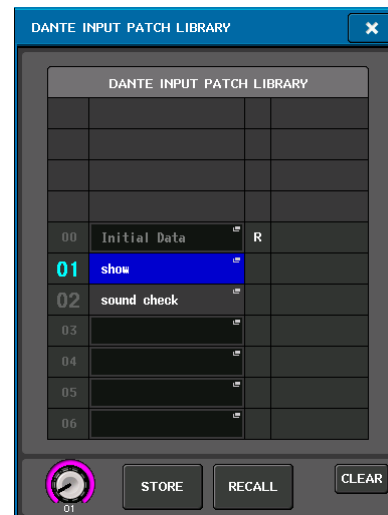 DANTE INPUT PATCH LIBRARY
DANTE INPUT PATCH LIBRARY
00 Initial Data R
01 show
02 sound check
03
04
05
06
01 STORE RECALL CLEAR